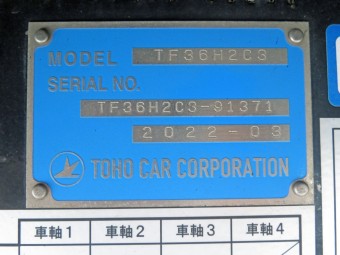 MODEL TF36H2C3
SERIAL NO.
TF36H2C3-91371
2022-03
TOHO CAR CORPORATION
車軸1 車軸2 車軸3 車軸4